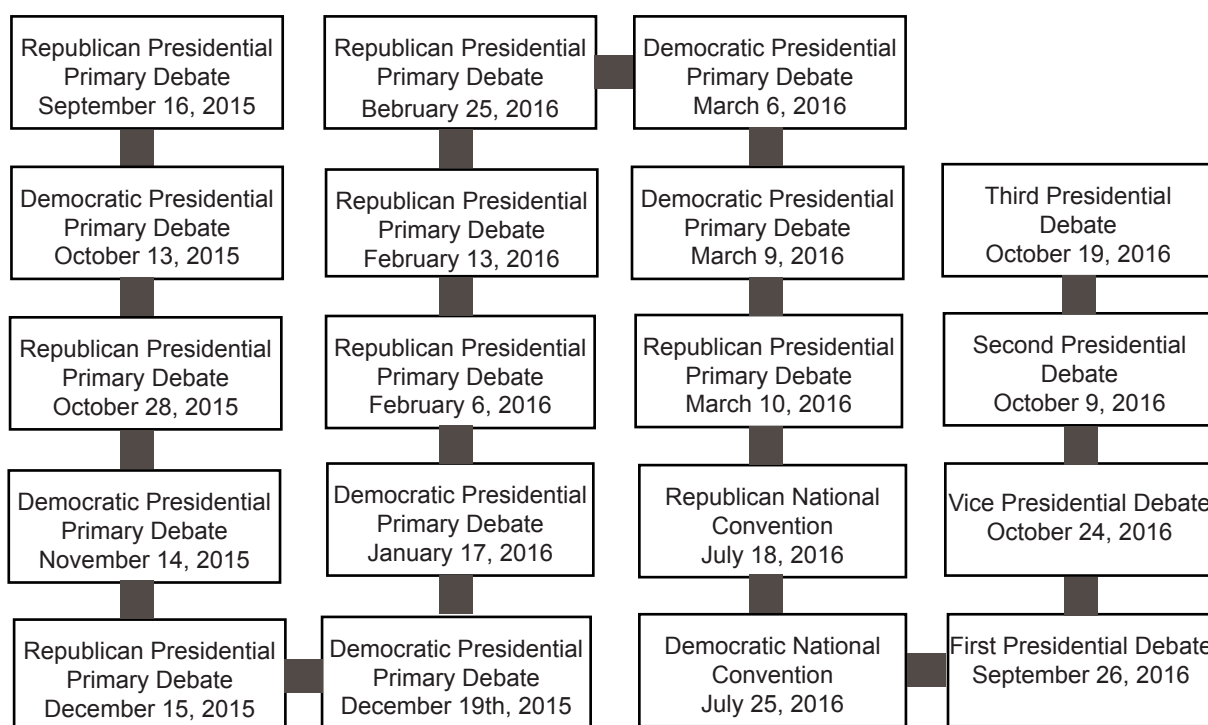 Republican Presidential
Primary Debate
September 16, 2015
Democratic Presidential
Primary Debate
October 13, 2015
Republican Presidential
Primary Debate
October 28, 2015
Democratic Presidential
Primary Debate
November 14, 2015
Republican Presidential
Primary Debate
December 15, 2015
Democratic Presidential
Primary Debate
December 19th, 2015
Democratic Presidential
Primary Debate
January 17, 2016
Republican Presidential
Primary Debate
February 6, 2016
Republican Presidential
Primary Debate
February 13, 2016
Republican Presidential
Primary Debate
Bebruary 25, 2016
Democratic Presidential
Primary Debate
March 6, 2016
Democratic Presidential
Primary Debate
March 9, 2016
Republican Presidential
Primary Debate
March 10, 2016
Republican National
Convention
July 18, 2016
Democratic National
Convention
July 25, 2016
First Presidential Debate
September 26, 2016
Vice Presidential Debate
October 24, 2016
Second Presidential
Debate
October 9, 2016
Third Presidential
Debate
October 19, 2016